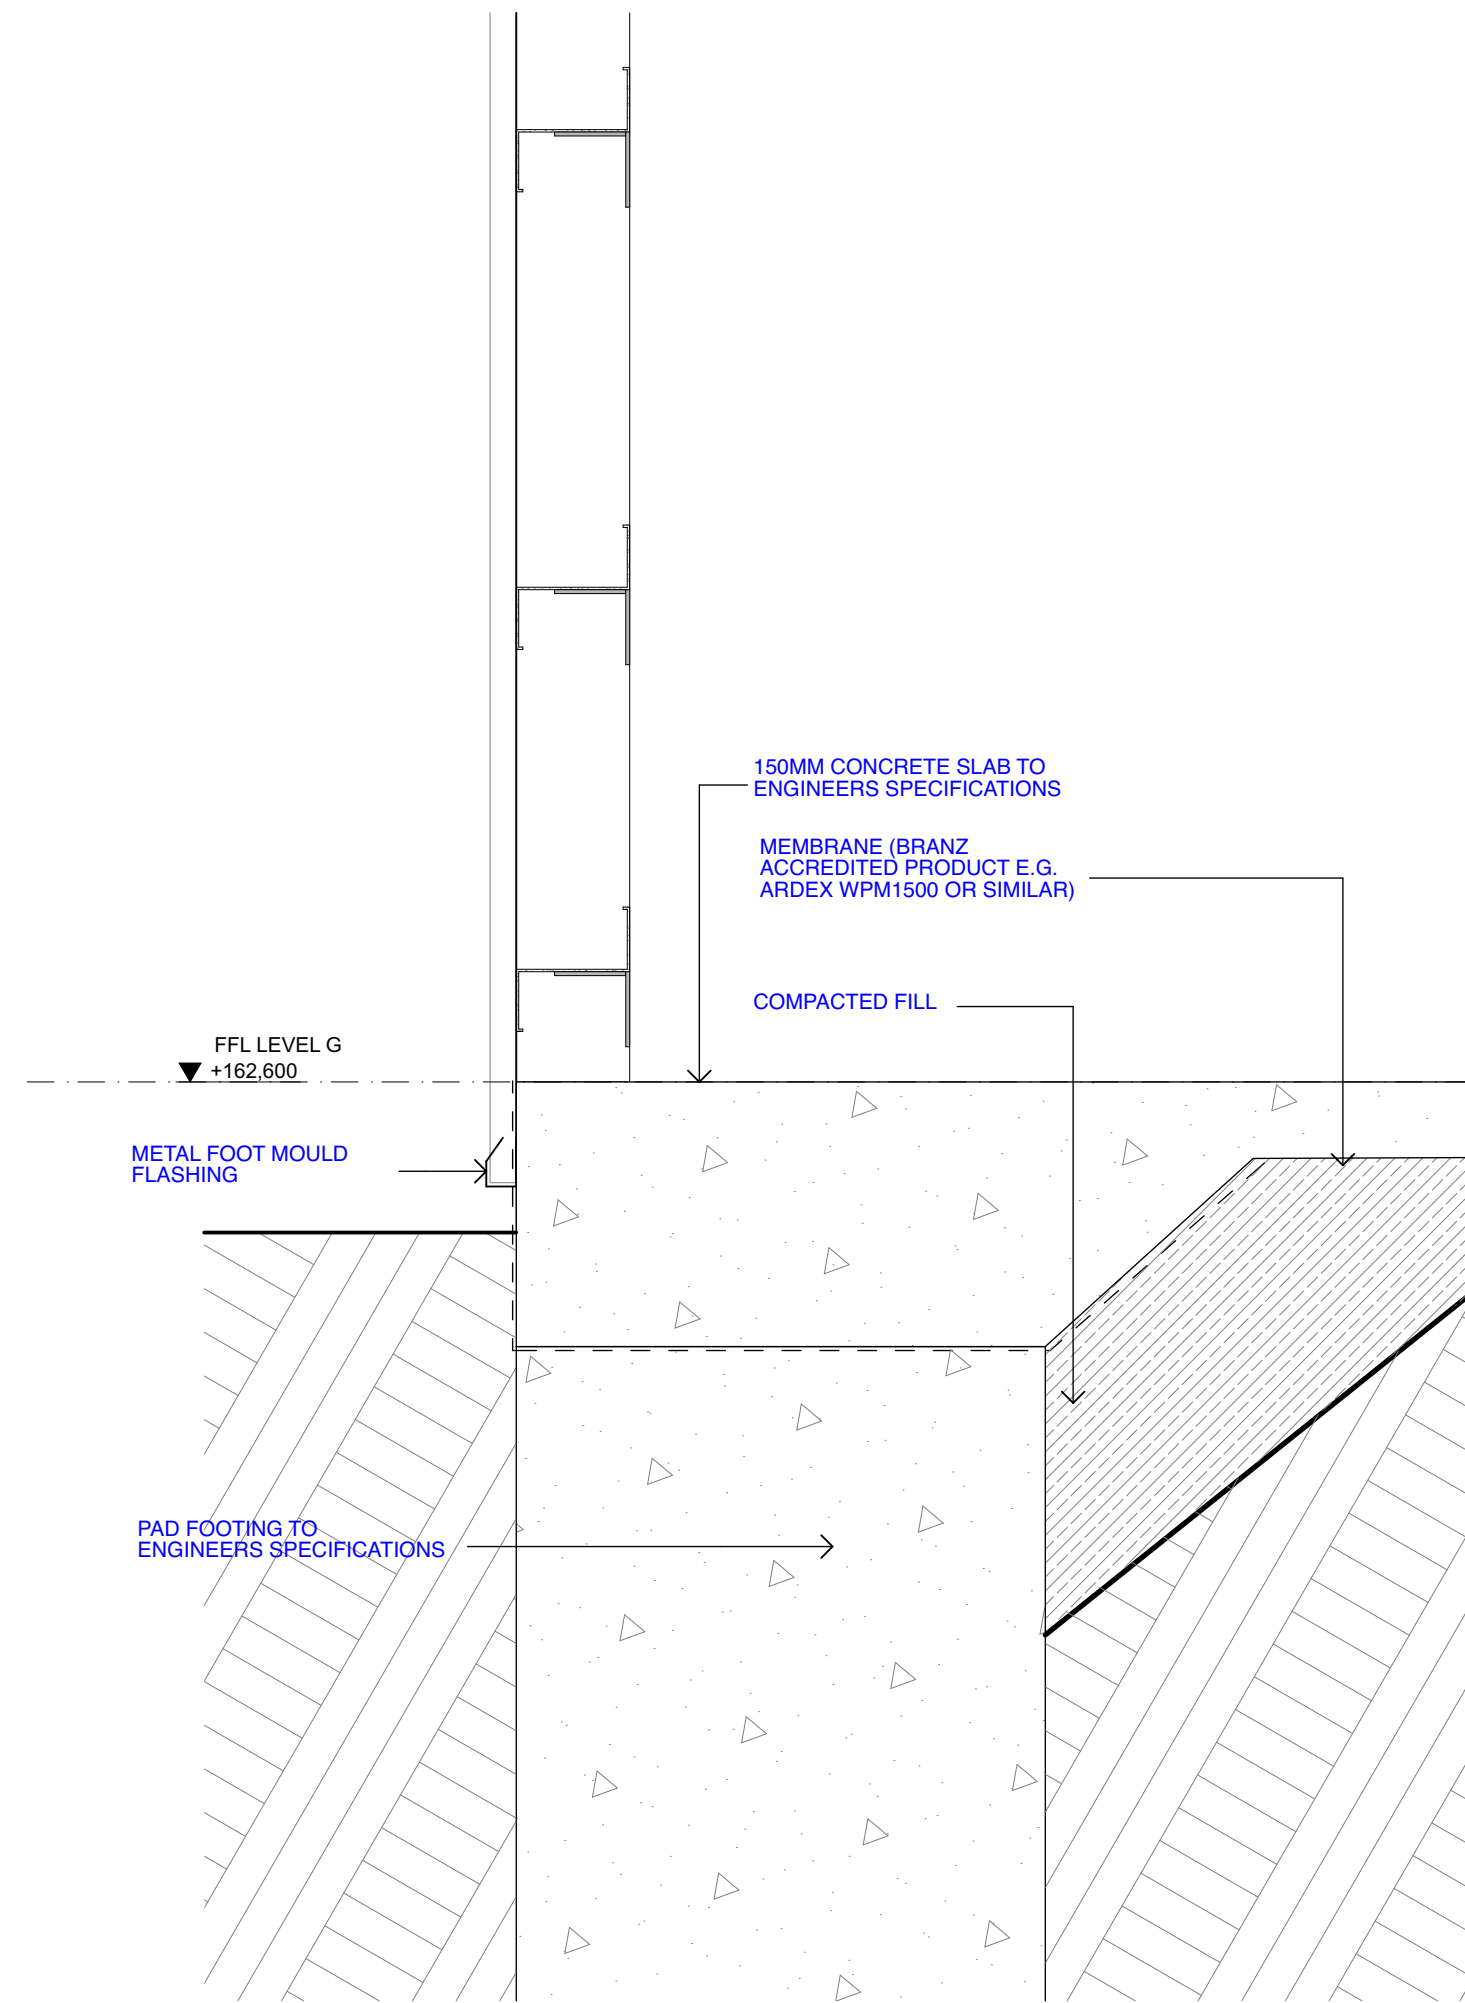 150MM CONCRETE SLAB TO
ENGINEERS SPECIFICATIONS
MEMBRANE (BRANZ
ACCREDITED PRODUCT E.G.
ARDEX WPM1500 OR SIMILAR)
COMPACTED FILL
FFL LEVEL G
+162,600
METAL FOOT MOULD
FLASHING
PAD FOOTING TO
ENGINEERS SPECIFICATIONS